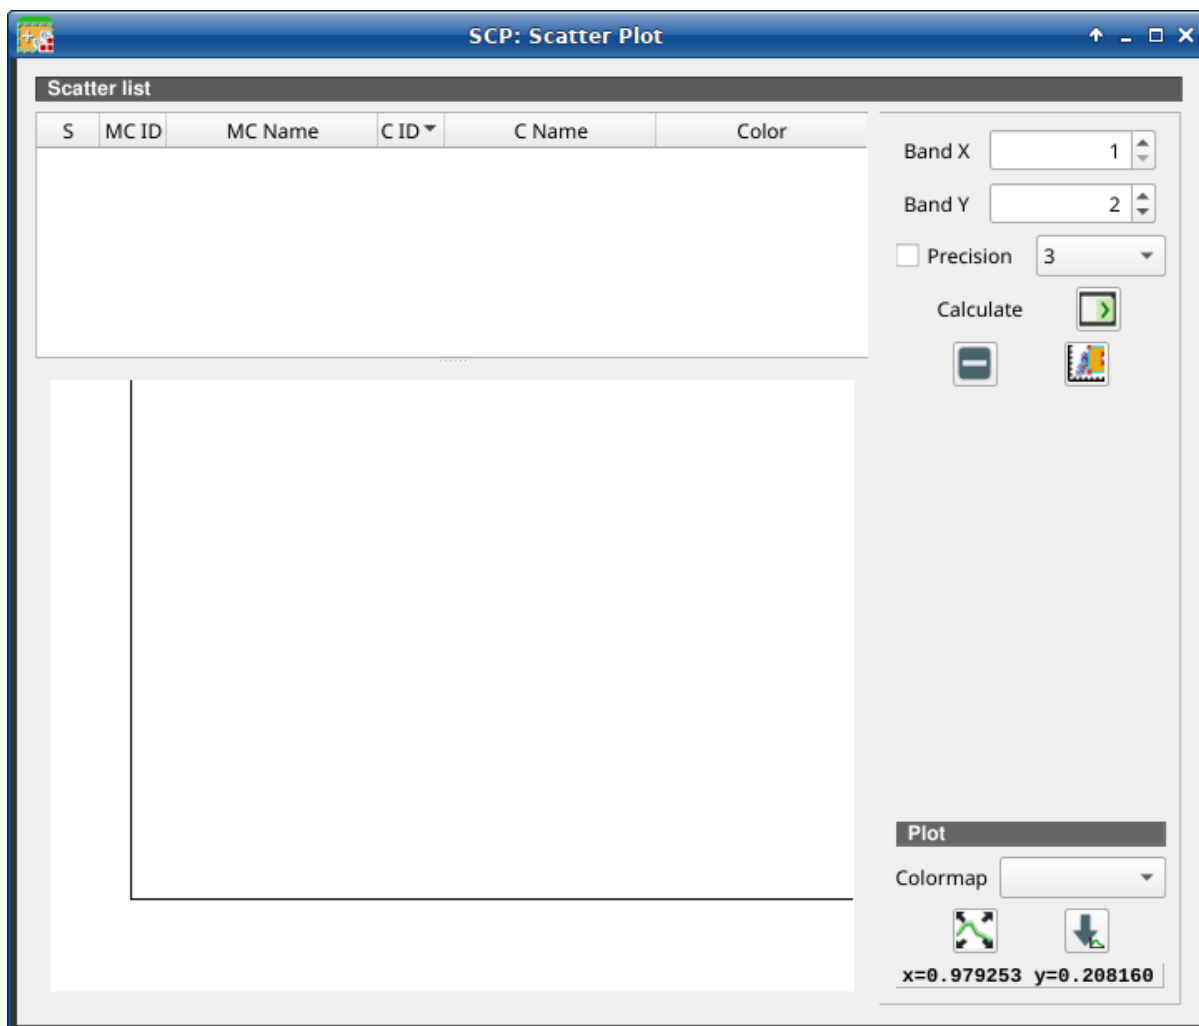 SCP: Scatter Plot
Scatter list
S MC ID MC Name C ID C Name Color
Band X 1
Band Y 2
Precision 3
Calculate
Plot
Colormap
x=0.979253 y=0.208160